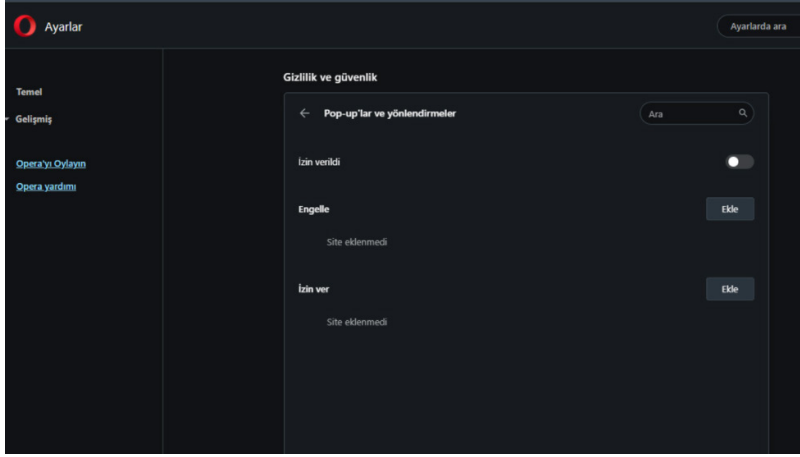 Ayarlar
Ayarlarda ara
Temel
Gelişmiş
Opera'yı Oylayın
Opera yardımı
Gizlilik ve güvenlik
Pop-up'lar ve yönlendirmeler
Ara
İzin verildi
Engelle
Ekle
Site eklenmedi
İzin ver
Ekle
Site eklenmedi